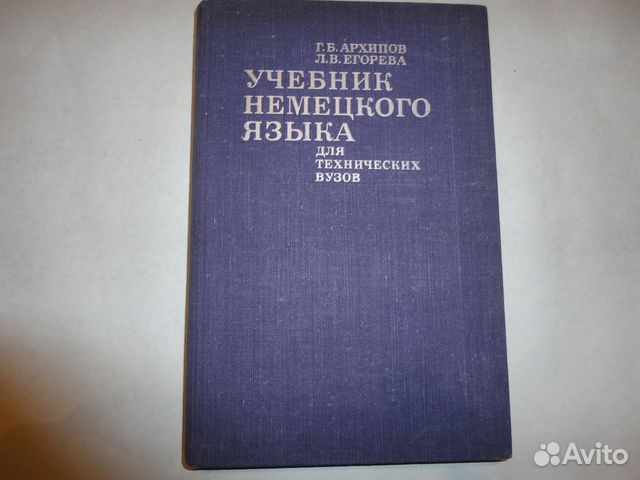 Г.Б.АРХИПОВ
Л.В.ЕГОРЕВА
УЧЕБНИК
НЕМЕЦКОГО
ЯЗЫКА
ДЛЯ
ТЕХНИЧЕСКИХ
ВУЗОВ
Avito